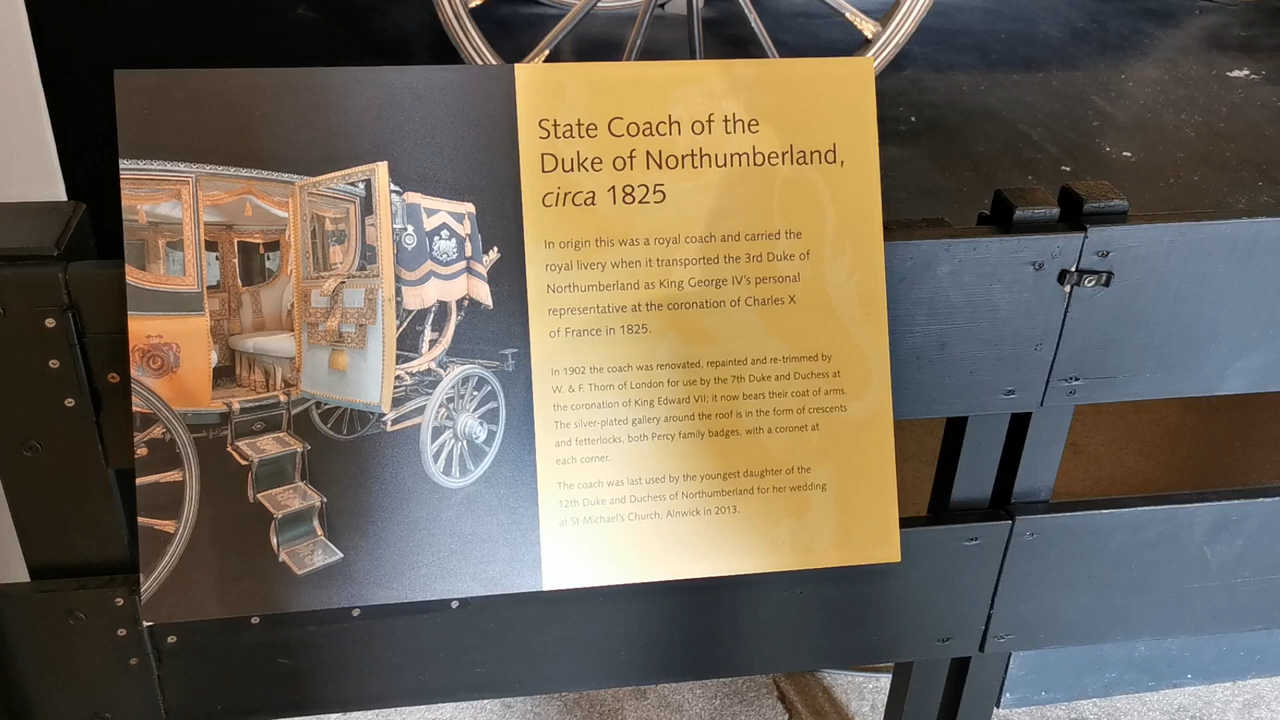 State Coach of the
Duke of Northumberland,
circa 1825
In origin this was a royal coach and carried the
royal livery when it transported the 3rd Duke of
Northumberland as King George IV's personal
representative at the coronation of Charles X
of France in 1825.
In 1902 the coach was renovated, repainted and re-trimmed by
W. & F. Thorn of London for use by the 7th Duke and Duchess at
the coronation of King Edward VII; it now bears their coat of arms.
The silver-plated gallery around the roof is in the form of crescents
and fetterlocks, both Percy family badges, with a coronet at
each corner.
The coach was last used by the youngest daughter of the
12th Duke and Duchess of Northumberland for her wedding
at St Michael's Church, Alnwick in 2013.